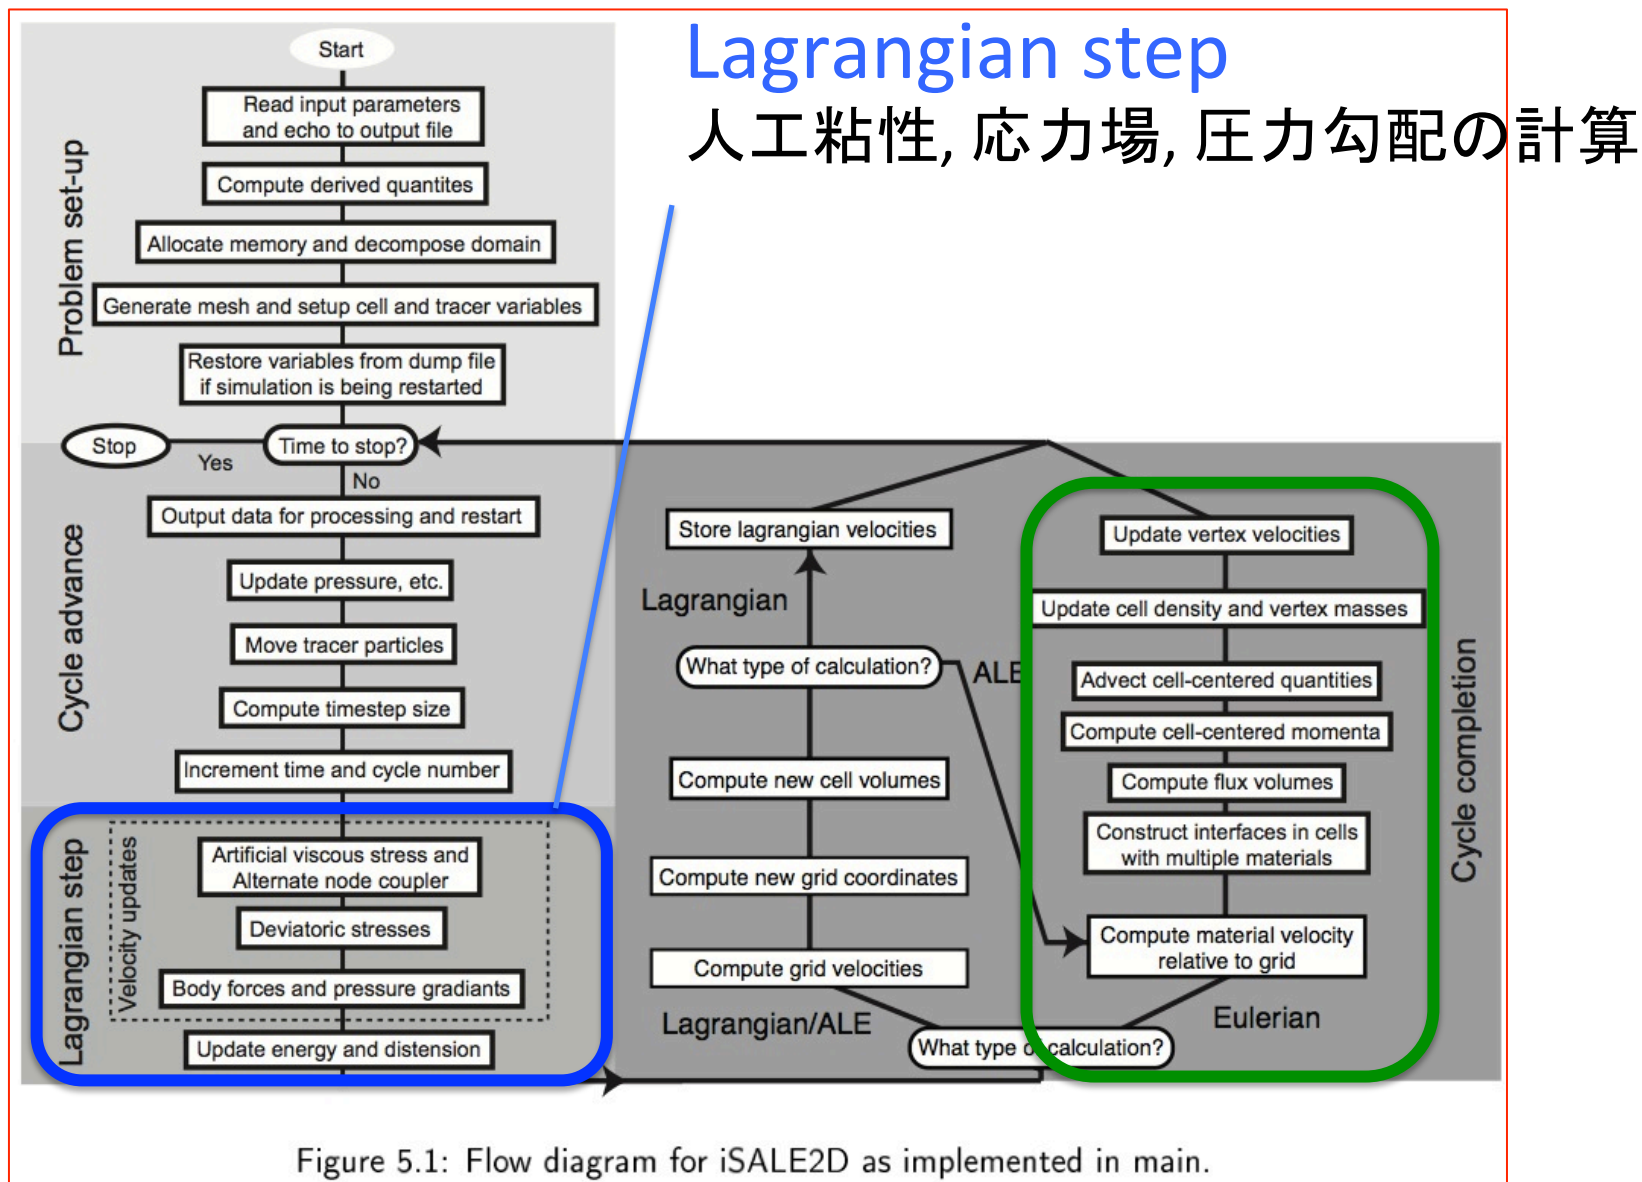 Lagrangian step
人工粘性, 応力場, 圧力勾配の計算
Problem set-up
Start
Read input parameters
and echo to output file
Compute derived quantites
Allocate memory and decompose domain
Generate mesh and setup cell and tracer variables
Restore variables from dump file
if simulation is being restarted
Stop
Yes
Time to stop?
No
Cycle advance
Output data for processing and restart
Update pressure, etc.
Move tracer particles
Compute timestep size
Increment time and cycle number
Lagrangian step
Velocity updates
Artificial viscous stress and
Alternate node coupler
Deviatoric stresses
Body forces and pressure gradiants
Update energy and distension
Store lagrangian velocities
Lagrangian
What type of calculation?
ALE
Compute new cell volumes
Compute new grid coordinates
Compute grid velocities
Lagrangian/ALE
What type of calculation?
Update vertex velocities
Update cell density and vertex masses
Advect cell-centered quantities
Compute cell-centered momenta
Compute flux volumes
Construct interfaces in cells
with multiple materials
Compute material velocity
relative to grid
Eulerian
Cycle completion
Figure 5.1: Flow diagram for iSALE2D as implemented in main.